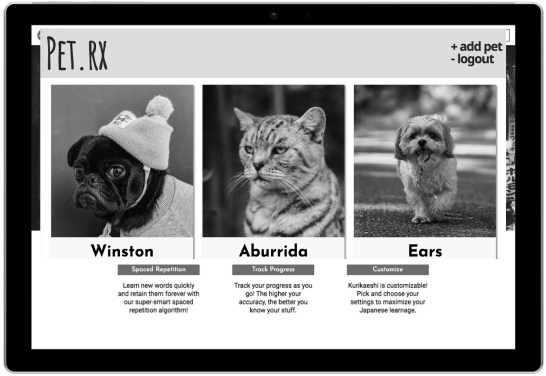 PET.RX
+ add pet
- logout
Winston
Aburrida
Ears
Spaced Repetition
Track Progress
Customize
Learn new words quickly
and retain them forever with
our super-smart spaced
repetition algorithm!
Track your progress as you
go! The higher your
accuracy, the better you
know your stuff.
Kurikaeshi is customizable!
Pick and choose your
settings to maximize your
Japanese learnage.